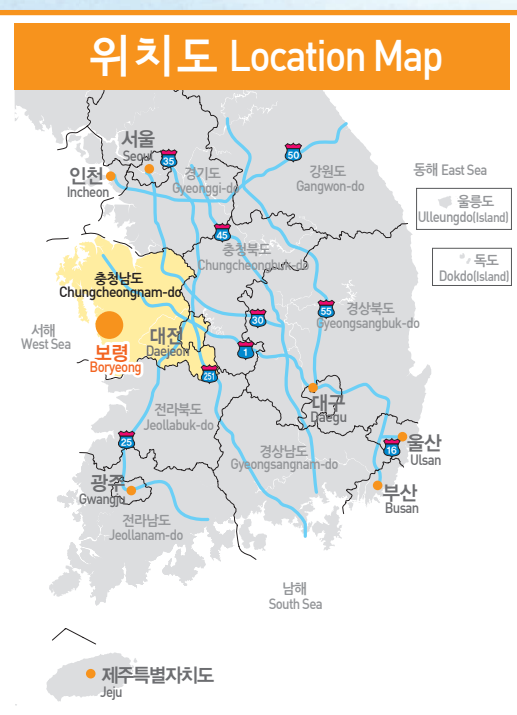 위치도 Location Map
서울
Seoul
35
50
인천
Incheon
경기도
Gyeonggi-do
강원도
Gangwon-do
동해 East Sea
울릉도
Ulleungdo(Island)
45
충청북도
Chungcheongbuk-do
독도
Dokdo(Island)
충청남도
Chungcheongnam-do
55
경상북도
Gyeongsangbuk-do
30
서해
West Sea
대전
Daejeon
보령
Boryeong
1
251
대구
Daegu
전라북도
Jeollabuk-do
25
경상남도
Gyeongsangnam-do
16
울산
Ulsan
광주
Gwangju
부산
Busan
전라남도
Jeollanam-do
남해
South Sea
제주특별자치도
Jeju